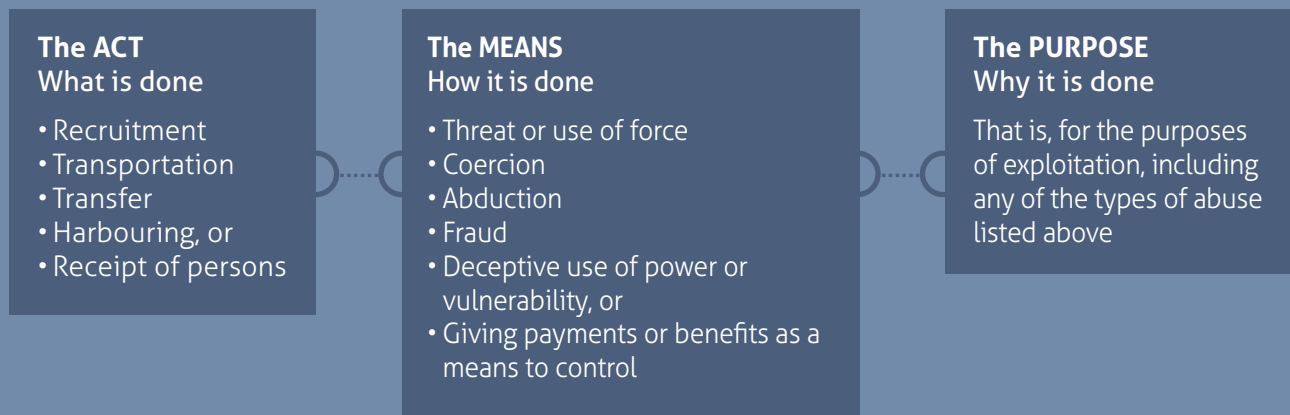 The ACT
What is done
• Recruitment
• Transportation
• Transfer
• Harbouring, or
• Receipt of persons
The MEANS
How it is done
• Threat or use of force
• Coercion
• Abduction
• Fraud
• Deceptive use of power or
vulnerability, or
• Giving payments or benefits as a
means to control
The PURPOSE
Why it is done
That is, for the purposes
of exploitation, including
any of the types of abuse
listed above